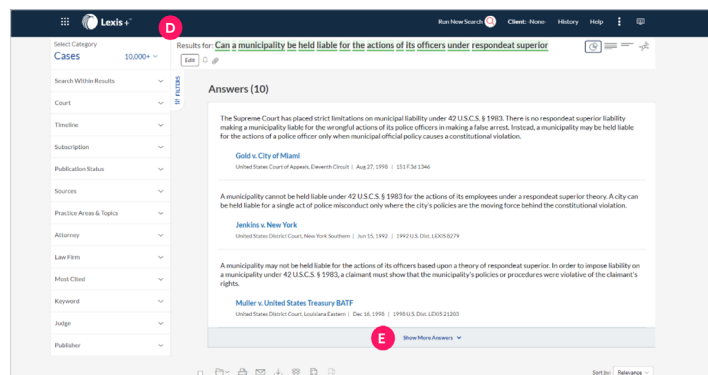 Lexis+
Run New Search
Client: -None-
History
Help
D
Select Category
Cases 10,000+
Results for: Can a municipality be held liable for the actions of its officers under respondeat superior
Edit
FILTERS
Search Within Results
Court
Timeline
Subscription
Publication Status
Sources
Practice Areas & Topics
Attorney
Law Firm
Most Cited
Keyword
Judge
Publisher
Answers (10)
The Supreme Court has placed strict limitations on municipal liability under 42 U.S.C.S. § 1983. There is no respondeat superior liability
making a municipality liable for the wrongful actions of its police officers in making a false arrest. Instead, a municipality may be held liable
for the actions of a police officer only when municipal official policy causes a constitutional violation.
Gold v. City of Miami
United States Court of Appeals, Eleventh Circuit | Aug 27, 1998 | 151 F.3d 1346
A municipality cannot be held liable under 42 U.S.C.S. § 1983 for the actions of its employees under a respondeat superior theory. A city can
be held liable for a single act of police misconduct only where the city's policies are the moving force behind the constitutional violation.
Jenkins v. New York
United States District Court, New York Southern | Jun 15, 1992 | 1992 U.S. Dist. LEXIS 8279
A municipality may not be held liable for the actions of its officers based upon a theory of respondeat superior. In order to impose liability on
a municipality under 42 U.S.C.S. § 1983, a claimant must show that the municipality's policies or procedures were violative of the claimant's
rights.
Muller v. United States Treasury BATF
United States District Court, Louisiana Eastern | Dec 16, 1998 | 1998 U.S. Dist. LEXIS 21203
E
Show More Answers
Sort by: Relevance